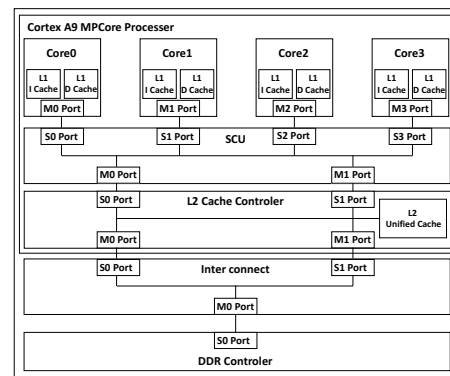 Cortex A9 MPCore Processer
Core0 Core1 Core2 Core3
L1 L1 L1 L1 L1 L1 L1 L1
I Cache D Cache I Cache D Cache I Cache D Cache I Cache D Cache
M0 Port M1 Port M2 Port M3 Port
S0 Port S1 Port S2 Port S3 Port
SCU
M0 Port M1 Port
S0 Port S1 Port
L2 Cache Controler
L2
Unified Cache
M0 Port M1 Port
S0 Port S1 Port
Inter connect
M0 Port
S0 Port
DDR Controler